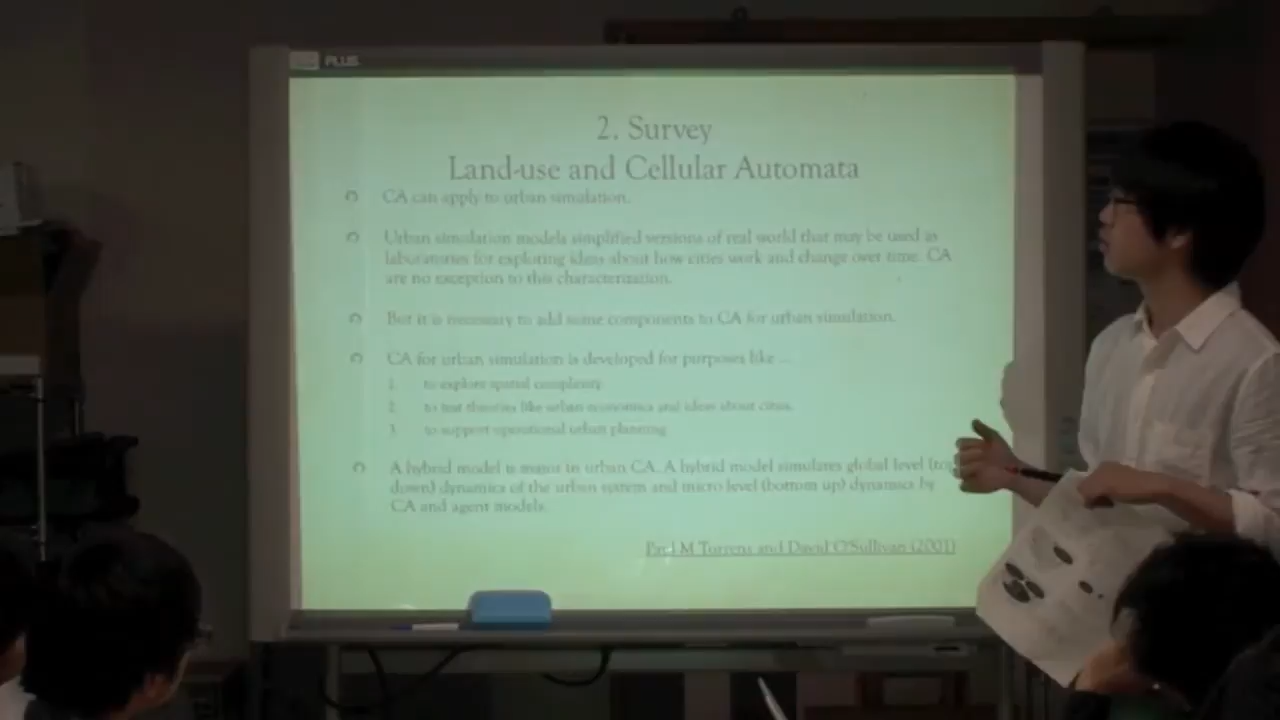 PLUS
2. Survey
Land-use and Cellular Automata
CA can apply to urban simulation.
Urban simulation models simplified versions of real world that may be used as
laboratories for exploring ideas about how cities work and change over time. CA
are no exception to this characterization.
But it is necessary to add some components to CA for urban simulation.
CA for urban simulation is developed for purposes like ...
1. to explore spatial complexity
2. to test theories like urban economics and ideas about cities.
3. to support operational urban planning
A hybrid model is major in urban CA. A hybrid model simulates global level (top
down) dynamics of the urban system and micro level (bottom up) dynamics by
CA and agent models.
Paul M Torrens and David O'Sullivan (2001)